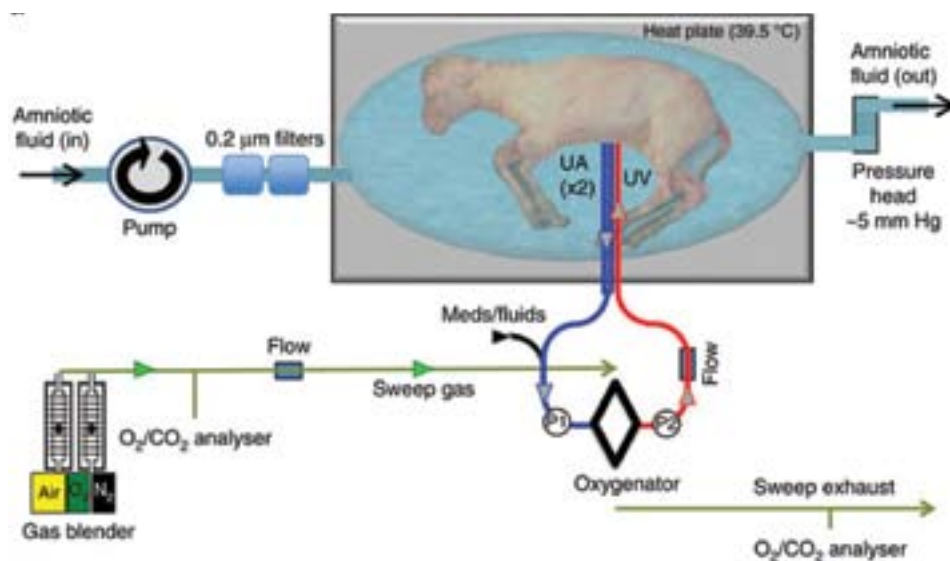 Heat plate (39.5 °C)
Amniotic
fluid (out)
Amniotic
fluid (in)
0.2 μm filters
UA
(x2)
UV
Pump
Pressure
head
~5 mm Hg
Meds/fluids
Flow
Flow
Sweep gas
O₂/CO₂ analyser
P1
P2
Air
O₂
N₂
Gas blender
Oxygenator
Sweep exhaust
O₂/CO₂ analyser